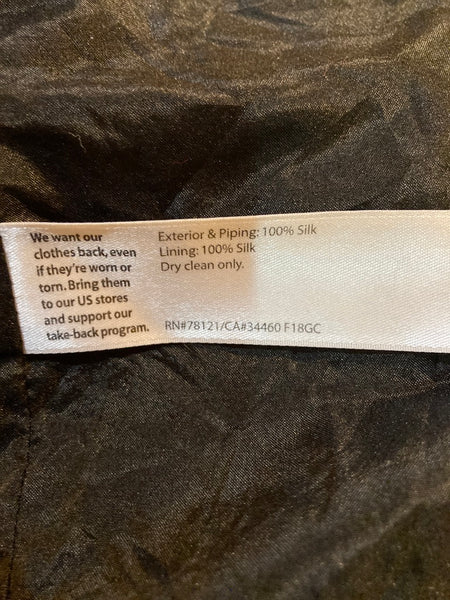 We want our
clothes back, even
if they're worn or
torn. Bring them
to our US stores
and support our
take-back program.
Exterior & Piping: 100% Silk
Lining: 100% Silk
Dry clean only.
RN#78121/CA#34460 F18GC